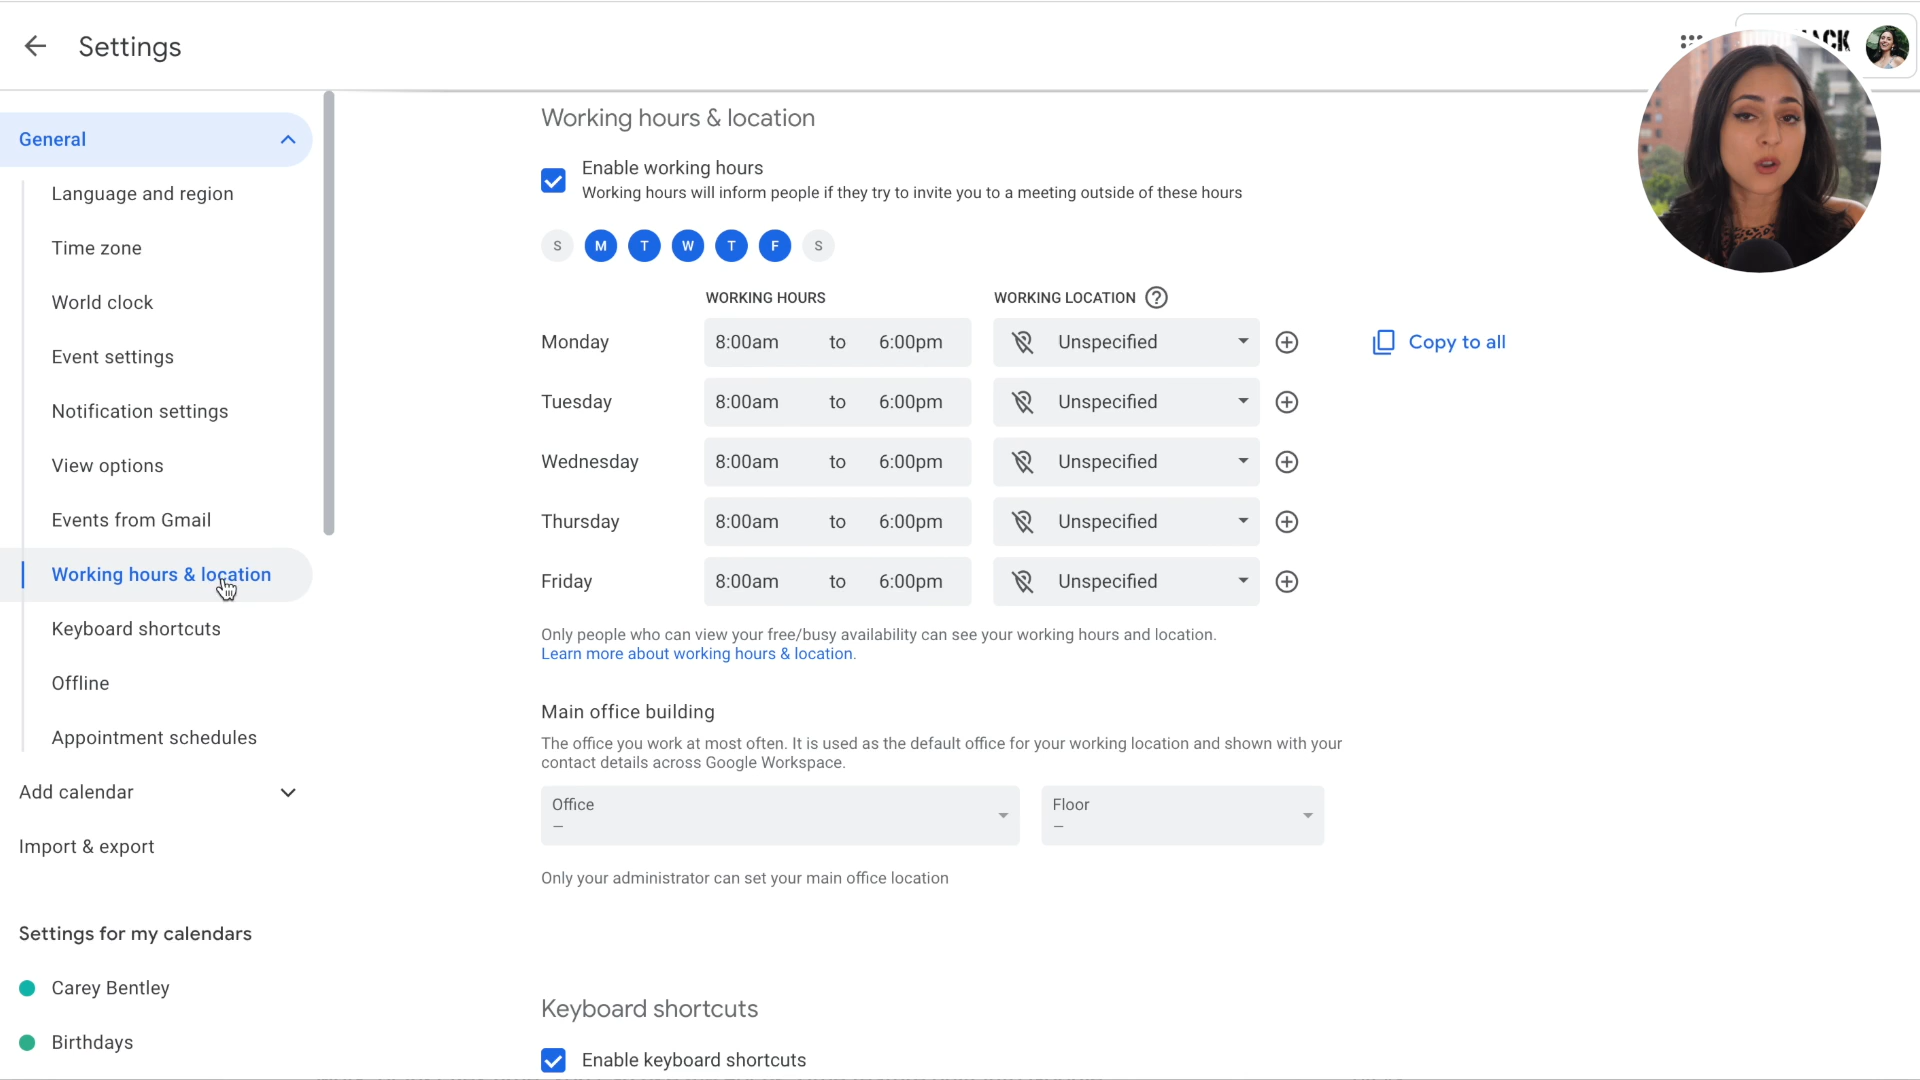 Settings
ACK
General
Language and region
Time zone
World clock
Event settings
Notification settings
View options
Events from Gmail
Working hours & location
Keyboard shortcuts
Offline
Appointment schedules
Add calendar
Import & export
Settings for my calendars
Carey Bentley
Birthdays
Working hours & location
Enable working hours
Working hours will inform people if they try to invite you to a meeting outside of these hours
S M T W T F S
WORKING HOURS WORKING LOCATION ?
Monday 8:00am to 6:00pm Unspecified Copy to all
Tuesday 8:00am to 6:00pm Unspecified
Wednesday 8:00am to 6:00pm Unspecified
Thursday 8:00am to 6:00pm Unspecified
Friday 8:00am to 6:00pm Unspecified
Only people who can view your free/busy availability can see your working hours and location.
Learn more about working hours & location.
Main office building
The office you work at most often. It is used as the default office for your working location and shown with your
contact details across Google Workspace.
Office Floor
– –
Only your administrator can set your main office location
Keyboard shortcuts
Enable keyboard shortcuts